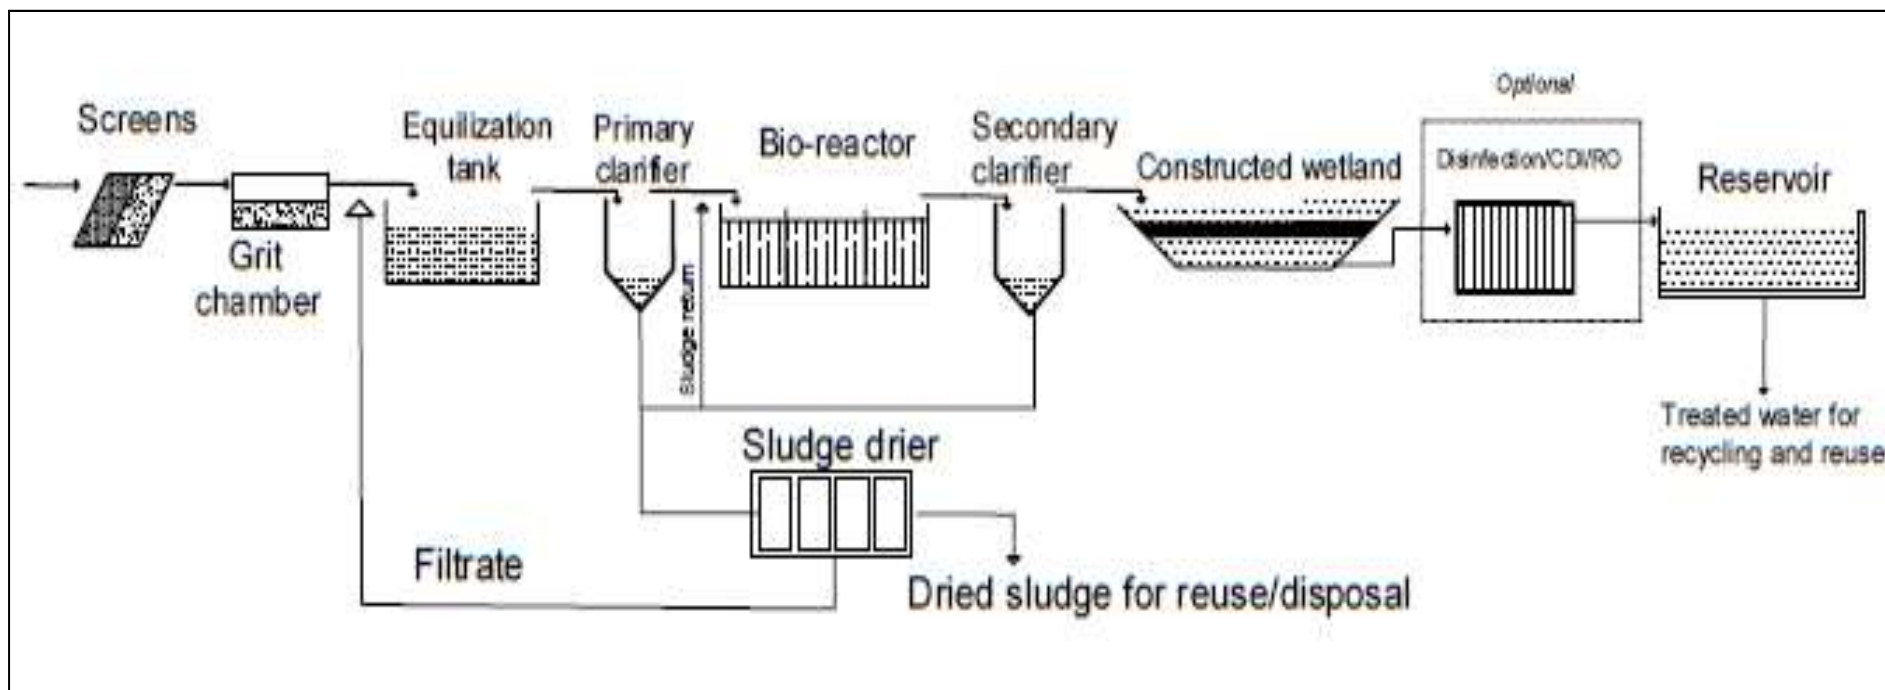 Screens
Grit
chamber
Equilization
tank
Primary
clarifier
Sludge return
Bio-reactor
Secondary
clarifier
Constructed wetland
Optional
Disinfection/CDI/RO
Reservoir
Treated water for
recycling and reuse
Sludge drier
Filtrate
Dried sludge for reuse/disposal